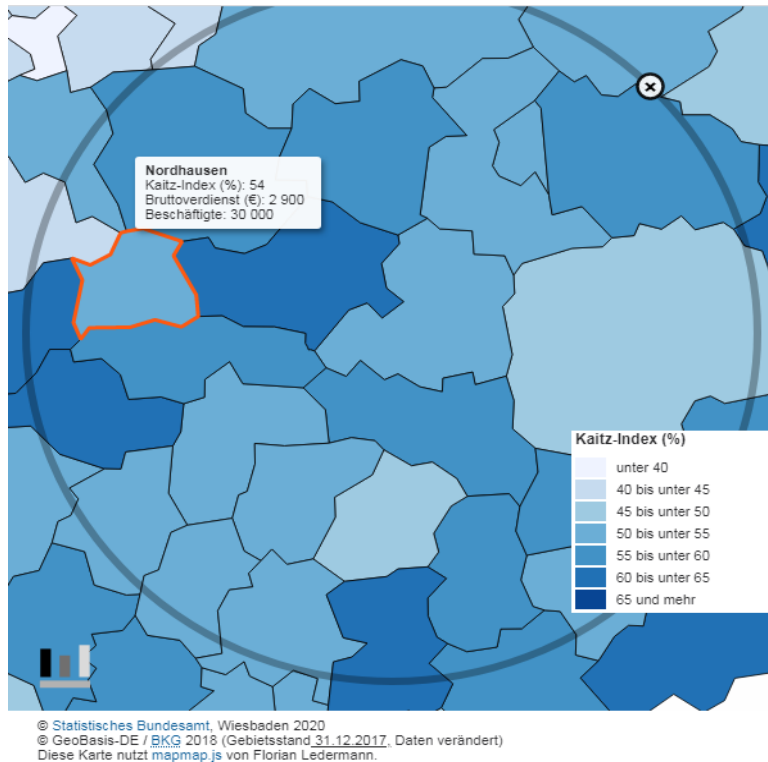 Nordhausen
Kaitz-Index (%): 54
Bruttoverdienst (€): 2 900
Beschäftigte: 30 000
Kaitz-Index (%)
unter 40
40 bis unter 45
45 bis unter 50
50 bis unter 55
55 bis unter 60
60 bis unter 65
65 und mehr
© Statistisches Bundesamt, Wiesbaden 2020
© GeoBasis-DE / BKG 2018 (Gebietsstand 31.12.2017, Daten verändert)
Diese Karte nutzt mapmap.js von Florian Ledermann.